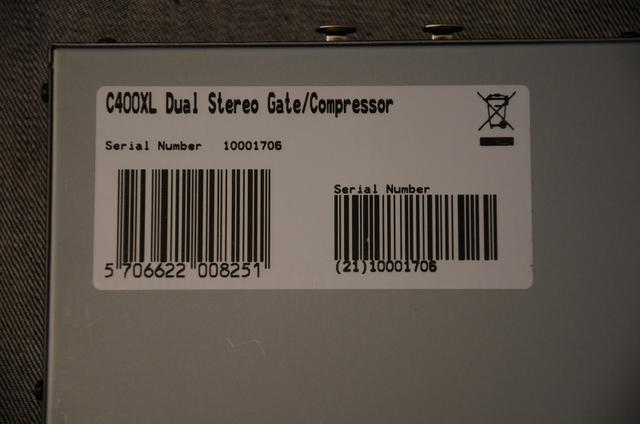 C400XL Dual Stereo Gate/Compressor
Serial Number 10001706
5 706622 008251
Serial Number
(21)10001706